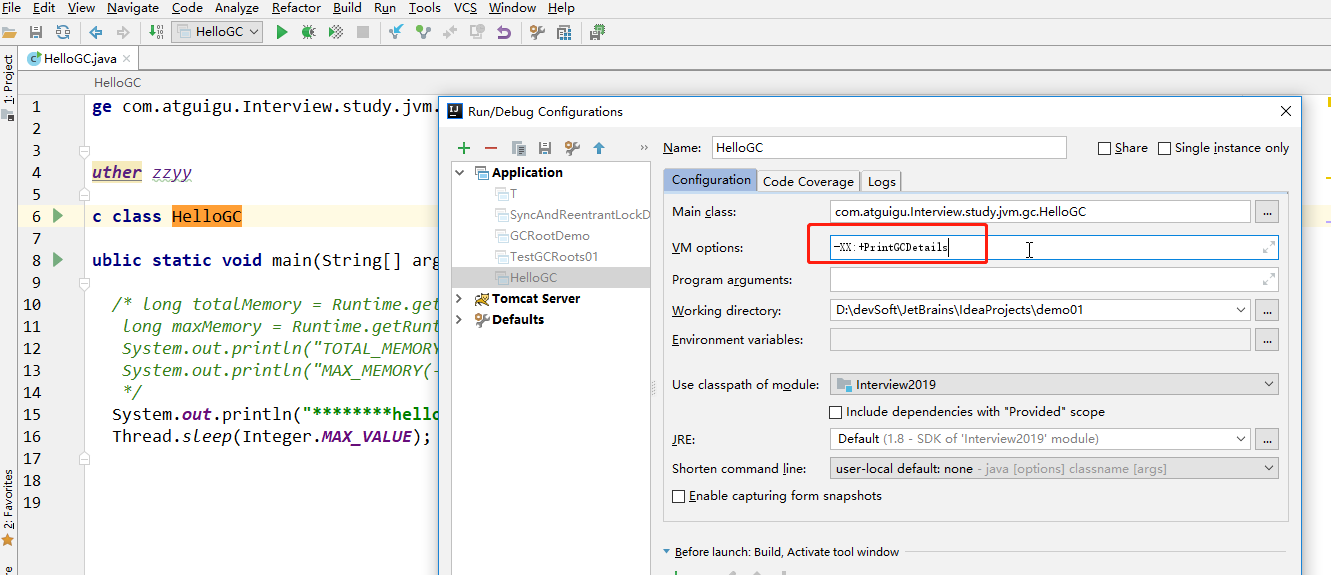 File Edit View Navigate Code Analyze Refactor Build Run Tools VCS Window Help
HelloGC
HelloGC.java
HelloGC
1: Project
2: Favorites
1 ge com.atguigu.Interview.study.jvm.
2
3
4 uther zzyy
5
6 c class HelloGC
7
8 ublic static void main(String[] arg
9
10 /* long totalMemory = Runtime.get
11 long maxMemory = Runtime.getRunt
12 System.out.println("TOTAL_MEMORY
13 System.out.println("MAX_MEMORY(-
14 */
15 System.out.println("********hello
16 Thread.sleep(Integer.MAX_VALUE);
17
18
19
Run/Debug Configurations
Application
T
SyncAndReentrantLockD
GCRootDemo
TestGCRoots01
HelloGC
Tomcat Server
Defaults
Name: HelloGC Share Single instance only
Configuration Code Coverage Logs
Main class: com.atguigu.Interview.study.jvm.gc.HelloGC ...
VM options: -XX:+PrintGCDetails
Program arguments:
Working directory: D:\devSoft\JetBrains\IdeaProjects\demo01 ...
Environment variables: ...
Use classpath of module: Interview2019
Include dependencies with "Provided" scope
JRE: Default (1.8 - SDK of 'Interview2019' module) ...
Shorten command line: user-local default: none - java [options] classname [args]
Enable capturing form snapshots
Before launch: Build, Activate tool window